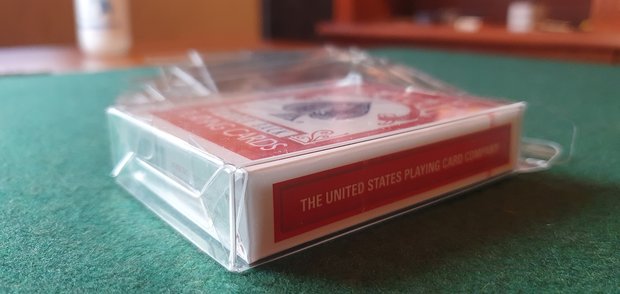 PLAYING CARDS
THE UNITED STATES PLAYING CARD COMPANY